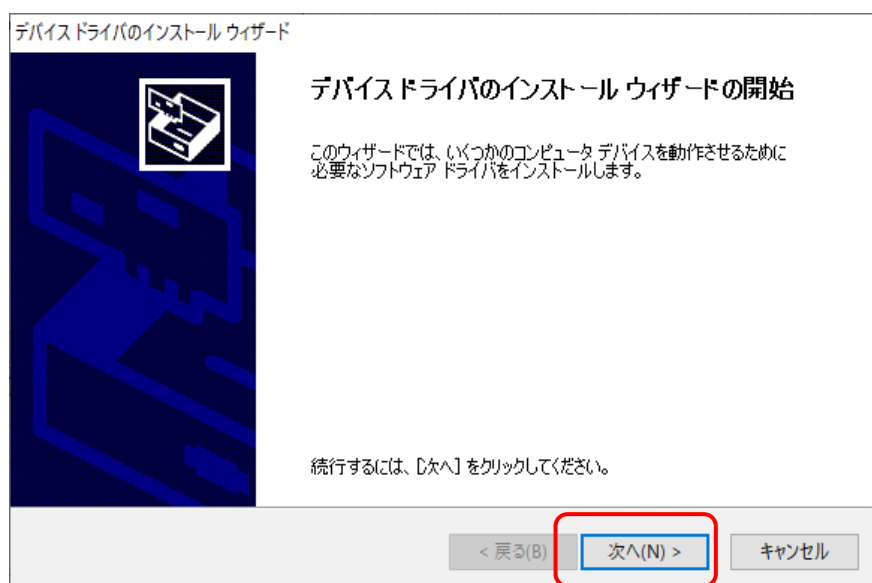 デバイス ドライバのインストール ウィザード
デバイス ドライバのインストール ウィザードの開始
このウィザードでは、いくつかのコンピュータ デバイスを動作させるために
必要なソフトウェア ドライバをインストールします。
続行するには、[次へ] をクリックしてください。
< 戻る(B) 次へ(N) > キャンセル